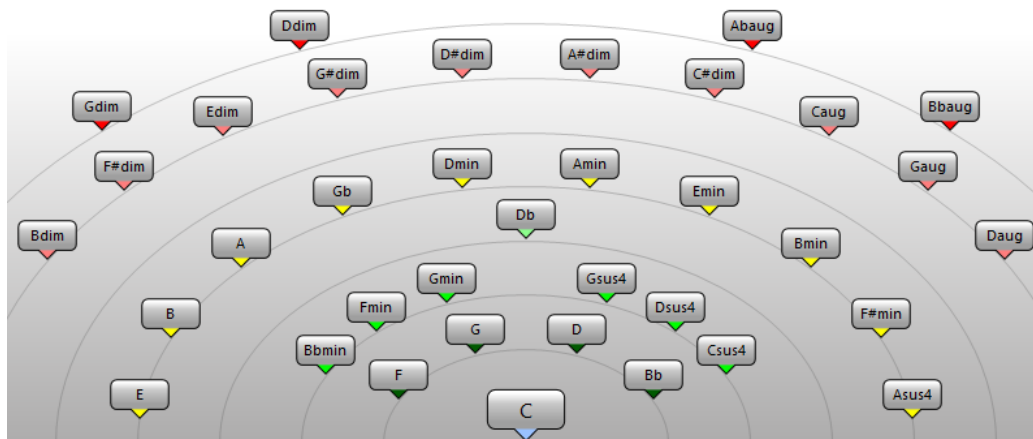 Ddim
Abaug
D#dim
A#dim
G#dim
C#dim
Gdim
Edim
Caug
Bbaug
F#dim
Dmin
Amin
Gaug
Gb
Emin
Db
Bdim
A
Bmin
Daug
Gmin
Gsus4
B
Fmin
Dsus4
F#min
G
D
Bbmin
Csus4
F
Bb
E
C
Asus4